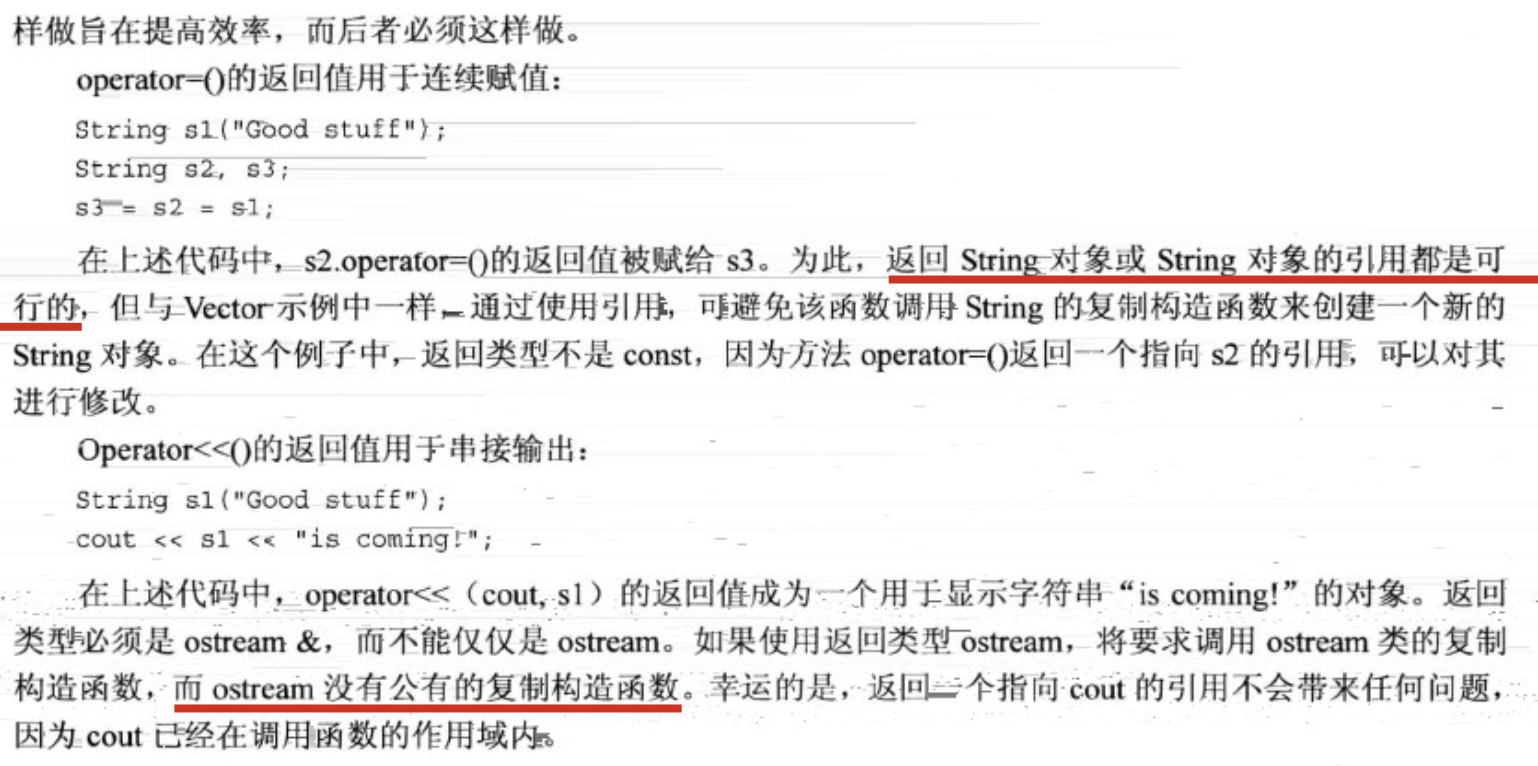 样做旨在提高效率，而后者必须这样做。
operator=()的返回值用于连续赋值：
String s1("Good stuff");
String s2, s3;
s3 = s2 = s1;
在上述代码中，s2.operator=()的返回值被赋给 s3。为此，返回 String 对象或 String 对象的引用都是可
行的，但与 Vector 示例中一样，通过使用引用，可避免该函数调用 String 的复制构造函数来创建一个新的
String 对象。在这个例子中，返回类型不是 const，因为方法 operator=()返回一个指向 s2 的引用，可以对其
进行修改。
Operator<<()的返回值用于串接输出：
String s1("Good stuff");
cout << s1 << "is coming!";
在上述代码中，operator<<（cout, s1）的返回值成为一个用于显示字符串“is coming!”的对象。返回
类型必须是 ostream &，而不能仅仅是 ostream。如果使用返回类型 ostream，将要求调用 ostream 类的复制
构造函数，而 ostream 没有公有的复制构造函数。幸运的是，返回一个指向 cout 的引用不会带来任何问题，
因为 cout 已经在调用函数的作用域内。